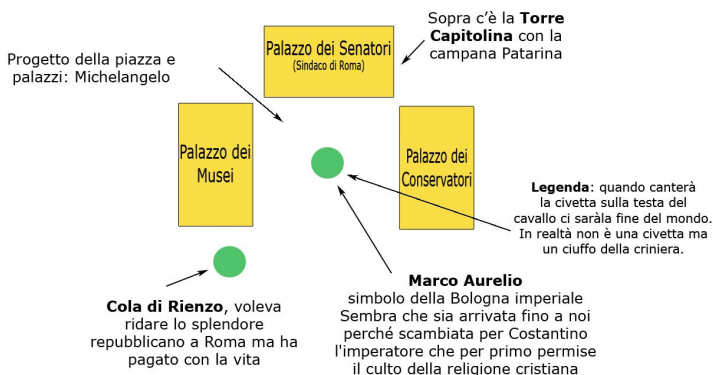 Sopra c'è la Torre
Capitolina con la
campana Patarina
Palazzo dei Senatori
(Sindaco di Roma)
Progetto della piazza e
palazzi: Michelangelo
Palazzo dei
Musei
Palazzo dei
Conservatori
Legenda: quando canterà
la civetta sulla testa del
cavallo ci saràla fine del mondo.
In realtà non è una civetta ma
un ciuffo della criniera.
Cola di Rienzo, voleva
ridare lo splendore
repubblicano a Roma ma ha
pagato con la vita
Marco Aurelio
simbolo della Bologna imperiale
Sembra che sia arrivata fino a noi
perché scambiata per Costantino
l'imperatore che per primo permise
il culto della religione cristiana